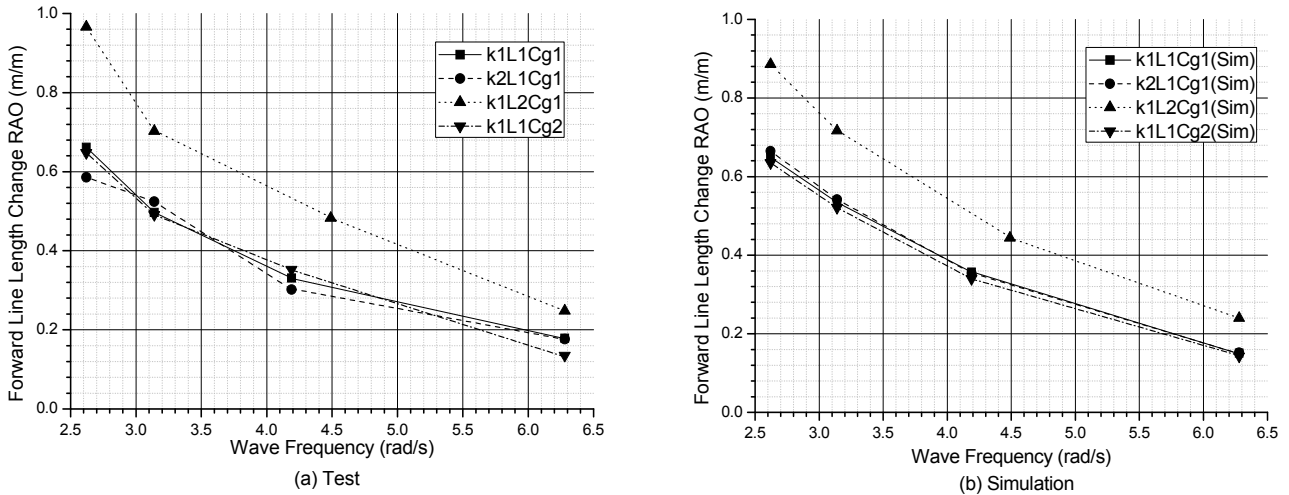 Forward Line Length Change RAO (m/m)
1.0
0.8
0.6
0.4
0.2
0.0
k1L1Cg1
k2L1Cg1
k1L2Cg1
k1L1Cg2
2.5 3.0 3.5 4.0 4.5 5.0 5.5 6.0 6.5
Wave Frequency (rad/s)
(a) Test
Forward Line Length Change RAO (m/m)
1.0
0.8
0.6
0.4
0.2
0.0
k1L1Cg1(Sim)
k2L1Cg1(Sim)
k1L2Cg1(Sim)
k1L1Cg2(Sim)
2.5 3.0 3.5 4.0 4.5 5.0 5.5 6.0 6.5
Wave Frequency (rad/s)
(b) Simulation